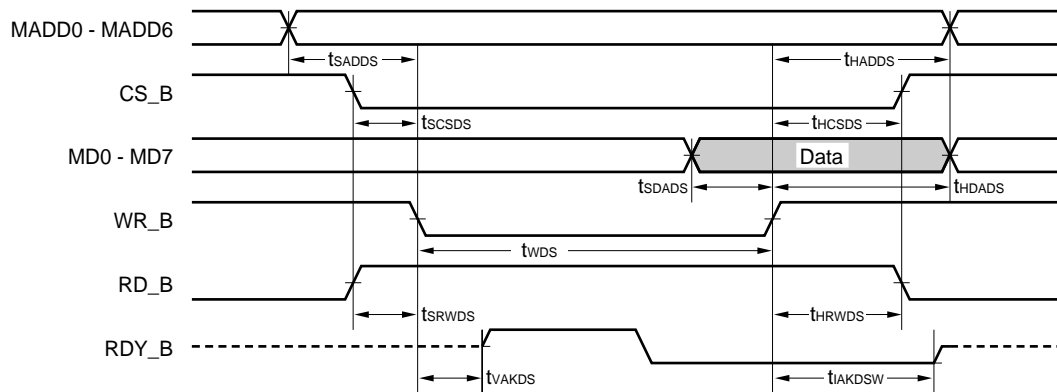 MADD0 - MADD6
tSADDS
tHADDS
CS_B
tSCSDS
tHCSDS
MD0 - MD7
Data
tSDADS
tHDADS
WR_B
tWDS
RD_B
tSRWDS
tHRWDS
RDY_B
tVAKDS
tIAKDSW